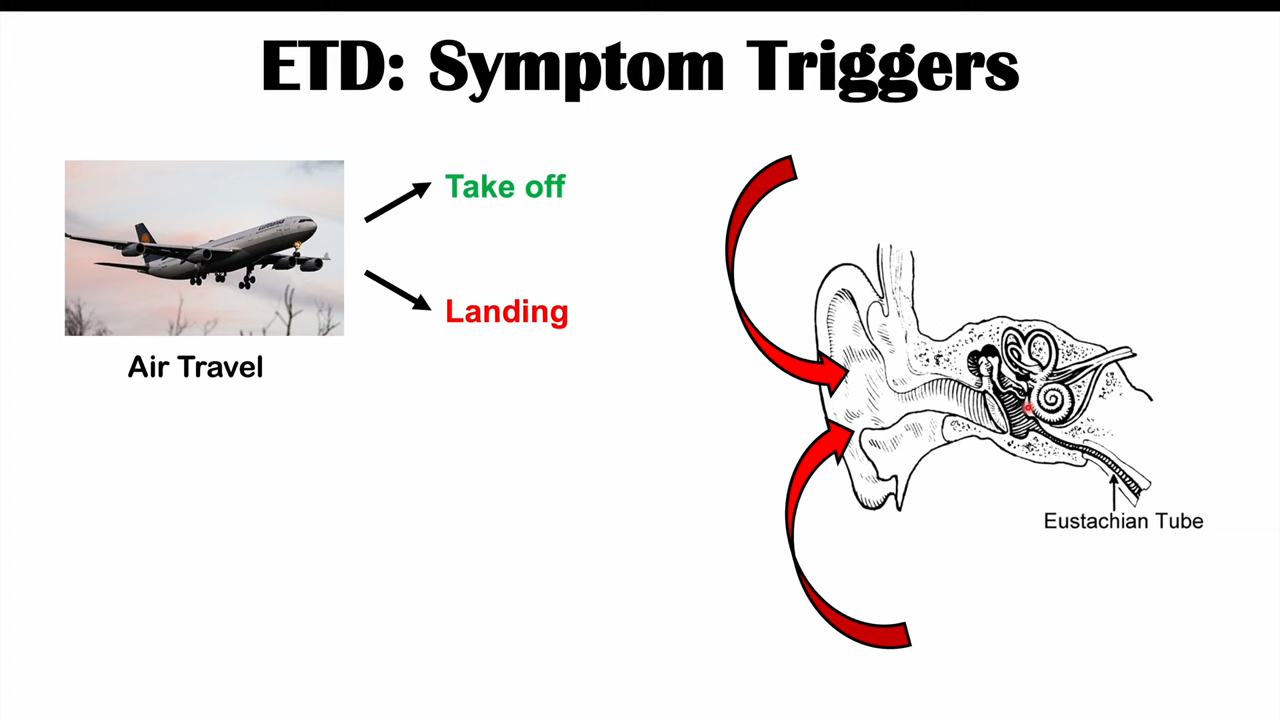 ETD: Symptom Triggers
Take off
Landing
Air Travel
Eustachian Tube